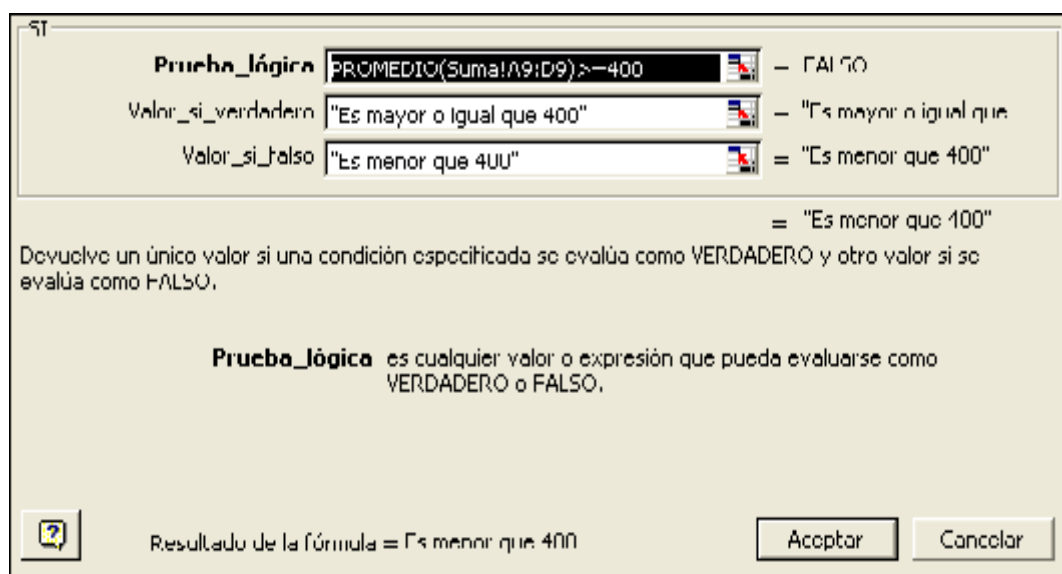 SI
Prueba_lógica PROMEDIO(Suma!A9:D9)>=400 = FALSO
Valor_si_verdadero "Es mayor o igual que 400" = "Es mayor o igual que
Valor_si_falso "Es menor que 400" = "Es menor que 400"
= "Es menor que 400"
Devuelve un único valor si una condición especificada se evalúa como VERDADERO y otro valor si se
evalúa como FALSO.
Prueba_lógica es cualquier valor o expresión que pueda evaluarse como
VERDADERO o FALSO.
Resultado de la fórmula = Es menor que 400
Aceptar
Cancelar